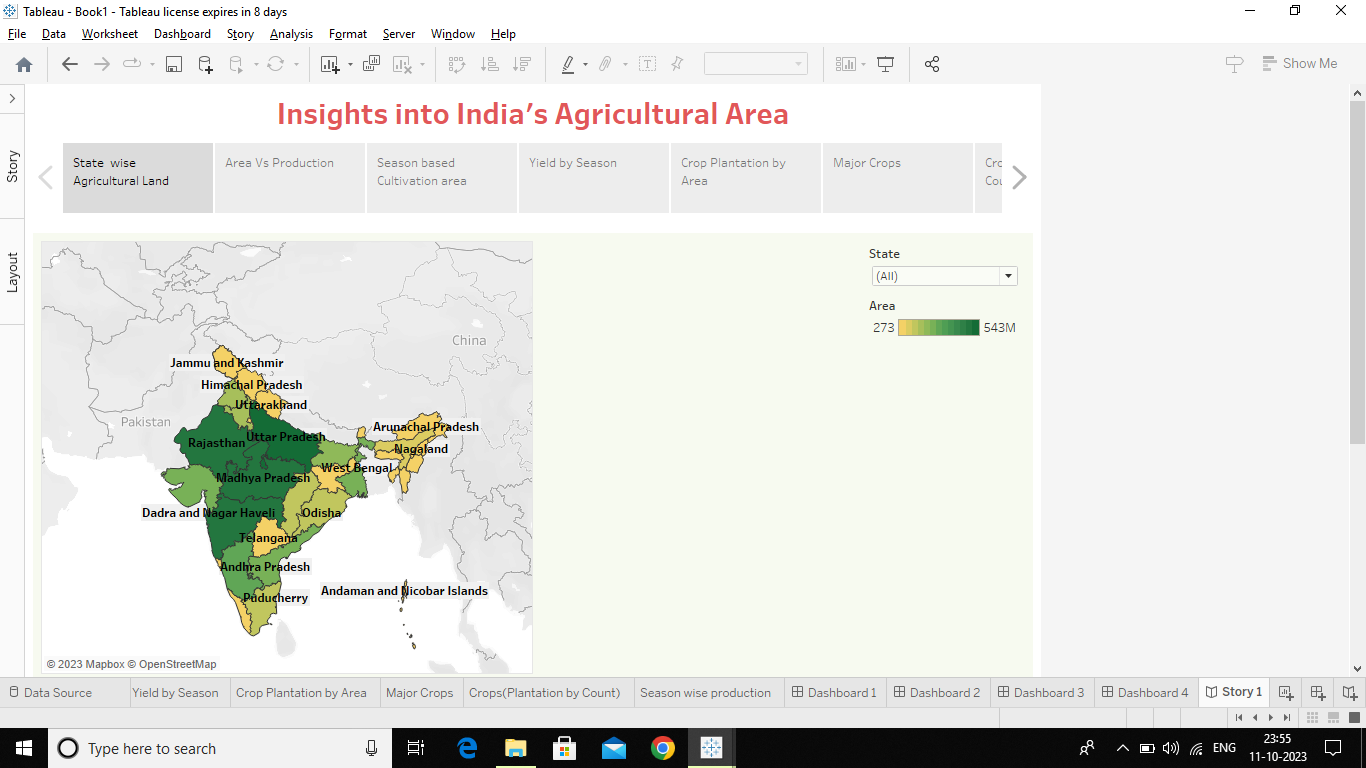 Tableau - Book1 - Tableau license expires in 8 days
File Data Worksheet Dashboard Story Analysis Format Server Window Help
Show Me
Story
Layout
Insights into India's Agricultural Area
State wise
Agricultural Land
Area Vs Production
Season based
Cultivation area
Yield by Season
Crop Plantation by
Area
Major Crops
Cro
Cou
State
(All)
Area
273 543M
China
Pakistan
Jammu and Kashmir
Himachal Pradesh
Uttarakhand
Arunachal Pradesh
Rajasthan
Uttar Pradesh
Nagaland
West Bengal
Madhya Pradesh
Dadra and Nagar Haveli
Odisha
Telangana
Andhra Pradesh
Puducherry
Andaman and Nicobar Islands
© 2023 Mapbox © OpenStreetMap
Data Source Yield by Season Crop Plantation by Area Major Crops Crops(Plantation by Count) Season wise production Dashboard 1 Dashboard 2 Dashboard 3 Dashboard 4 Story 1
Type here to search
ENG
23:55
11-10-2023